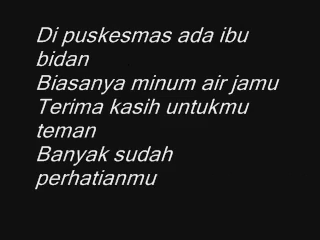 Di puskesmas ada ibu
bidan
Biasanya minum air jamu
Terima kasih untukmu
teman
Banyak sudah
perhatianmu